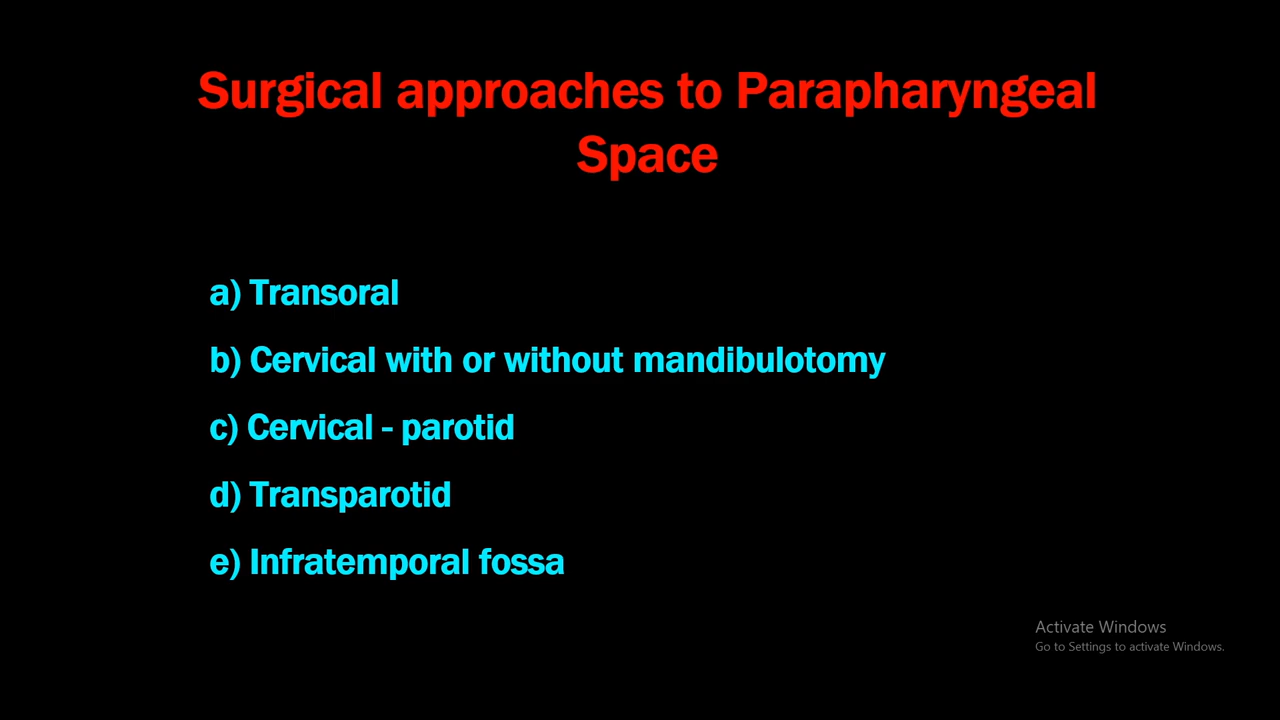 Surgical approaches to Parapharyngeal
Space
a) Transoral
b) Cervical with or without mandibulotomy
c) Cervical - parotid
d) Transparotid
e) Infratemporal fossa
Activate Windows
Go to Settings to activate Windows.